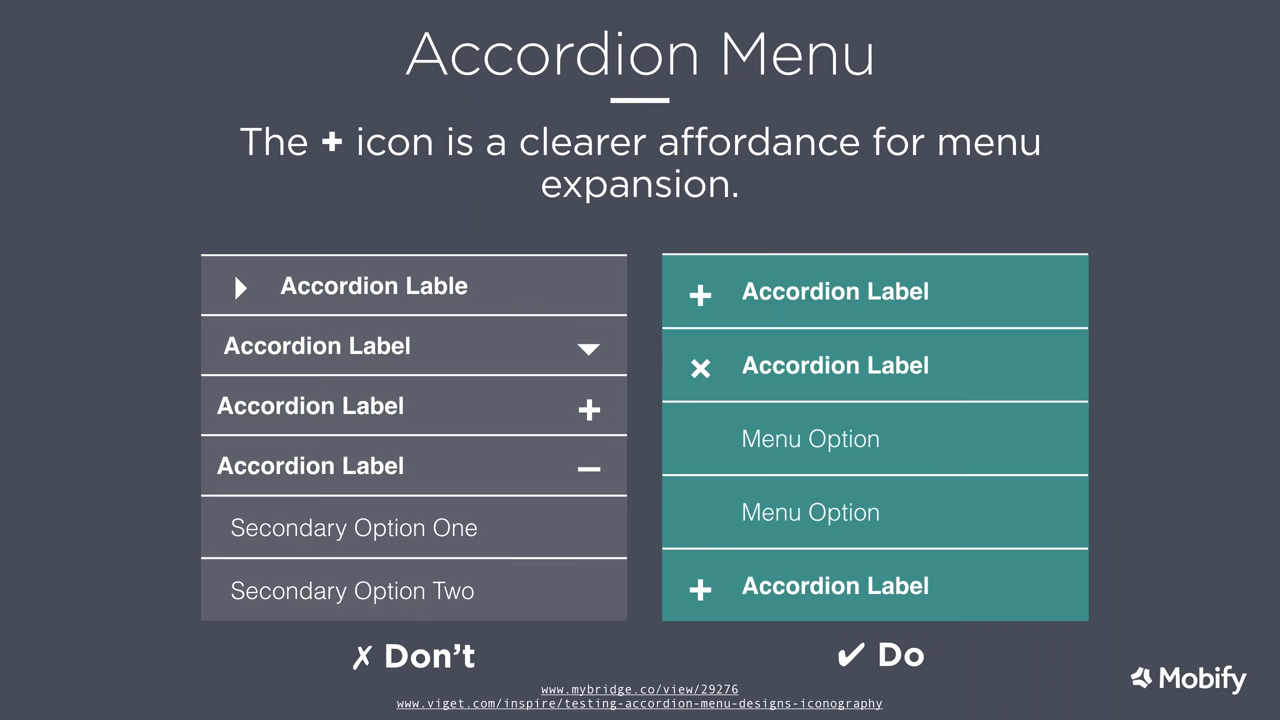 Accordion Menu
The + icon is a clearer affordance for menu
expansion.
Accordion Lable
Accordion Label
Accordion Label
Accordion Label
Secondary Option One
Secondary Option Two
✗ Don't
Accordion Label
Accordion Label
Menu Option
Menu Option
Accordion Label
✔ Do
www.mybridge.co/view/29276
www.viget.com/inspire/testing-accordion-menu-designs-iconography
Mobify